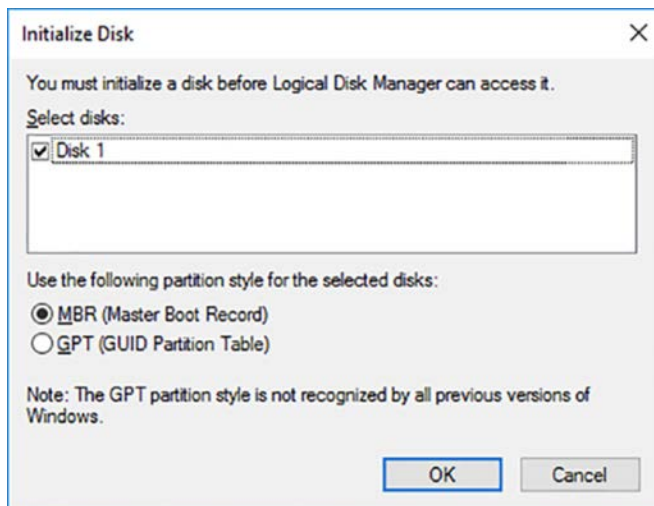 Initialize Disk
You must initialize a disk before Logical Disk Manager can access it.
Select disks:
Disk 1
Use the following partition style for the selected disks:
MBR (Master Boot Record)
GPT (GUID Partition Table)
Note: The GPT partition style is not recognized by all previous versions of
Windows.
OK Cancel